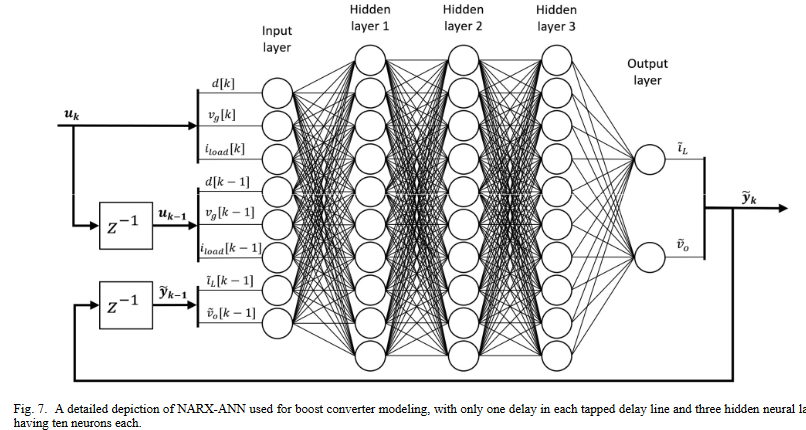 Input
layer
Hidden
layer 1
Hidden
layer 2
Hidden
layer 3
Output
layer
u_k
d[k]
v_g[k]
i_load[k]
z⁻¹
u_{k−1}
d[k − 1]
v_g[k − 1]
i_load[k − 1]
z⁻¹
ỹ_{k−1}
ĩ_L[k − 1]
ṽ_o[k − 1]
ĩ_L
ṽ_o
ỹ_k
Fig. 7. A detailed depiction of NARX-ANN used for boost converter modeling, with only one delay in each tapped delay line and three hidden neural la
having ten neurons each.